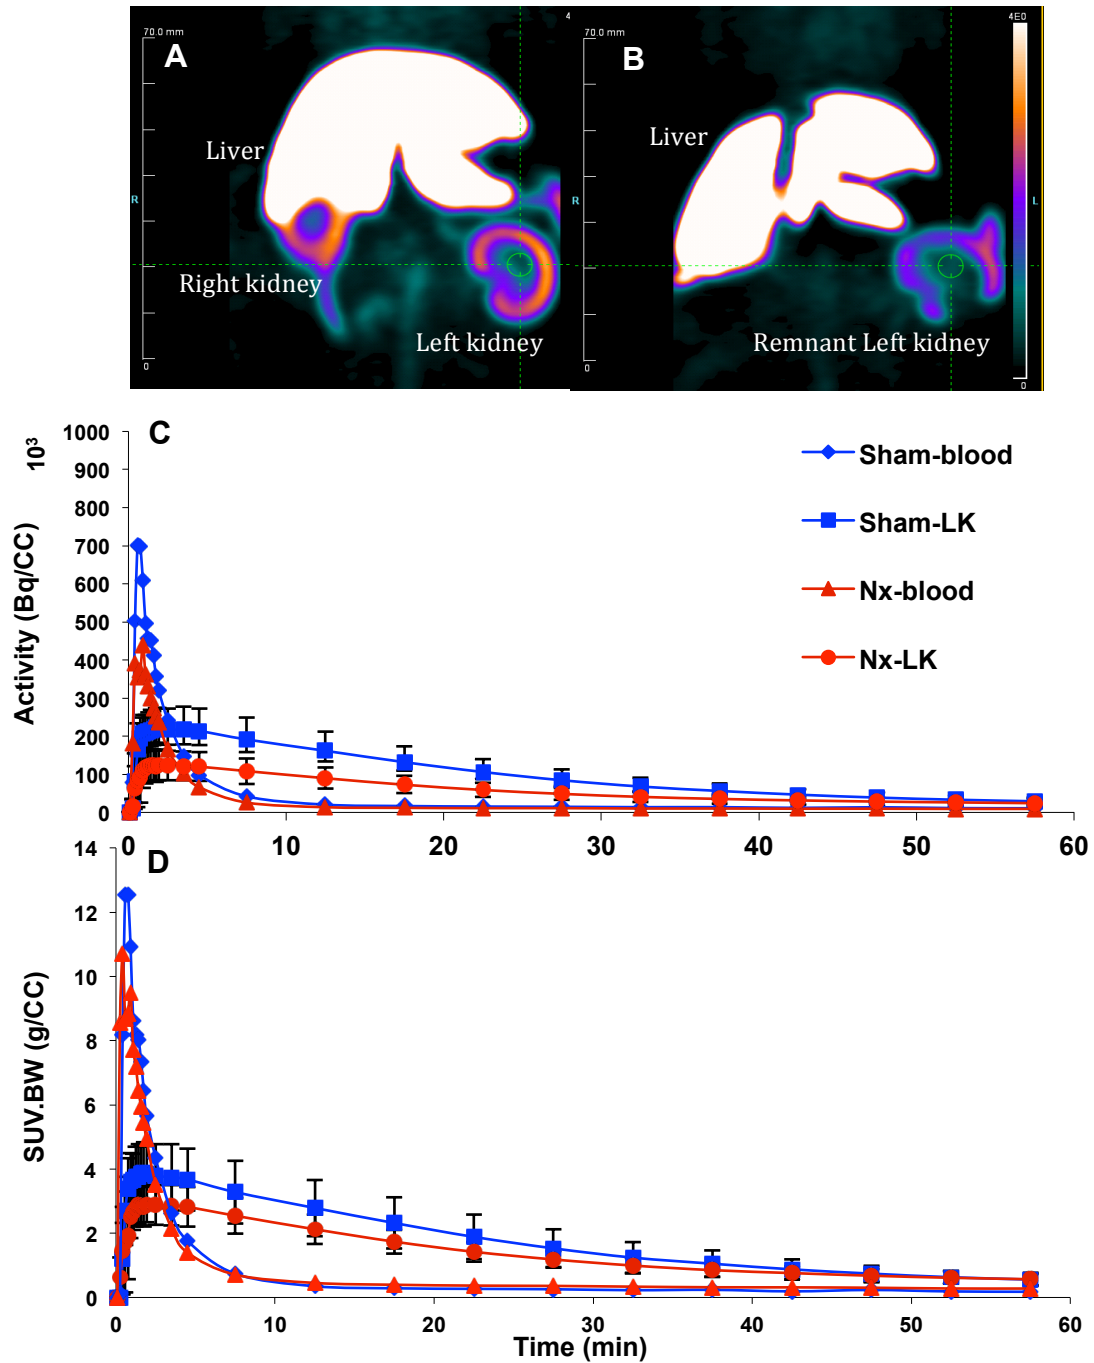 A
70.0 mm
Liver
R
Right kidney
Left kidney
0
4
B
70.0 mm
4E0
Liver
R
L
Remnant Left kidney
0
0
C
10³
Activity (Bq/CC)
1000
900
800
700
600
500
400
300
200
100
0
0
10
20
30
40
50
60
Sham-blood
Sham-LK
Nx-blood
Nx-LK
D
SUV.BW (g/CC)
14
12
10
8
6
4
2
0
0
10
20
30
40
50
60
Time (min)